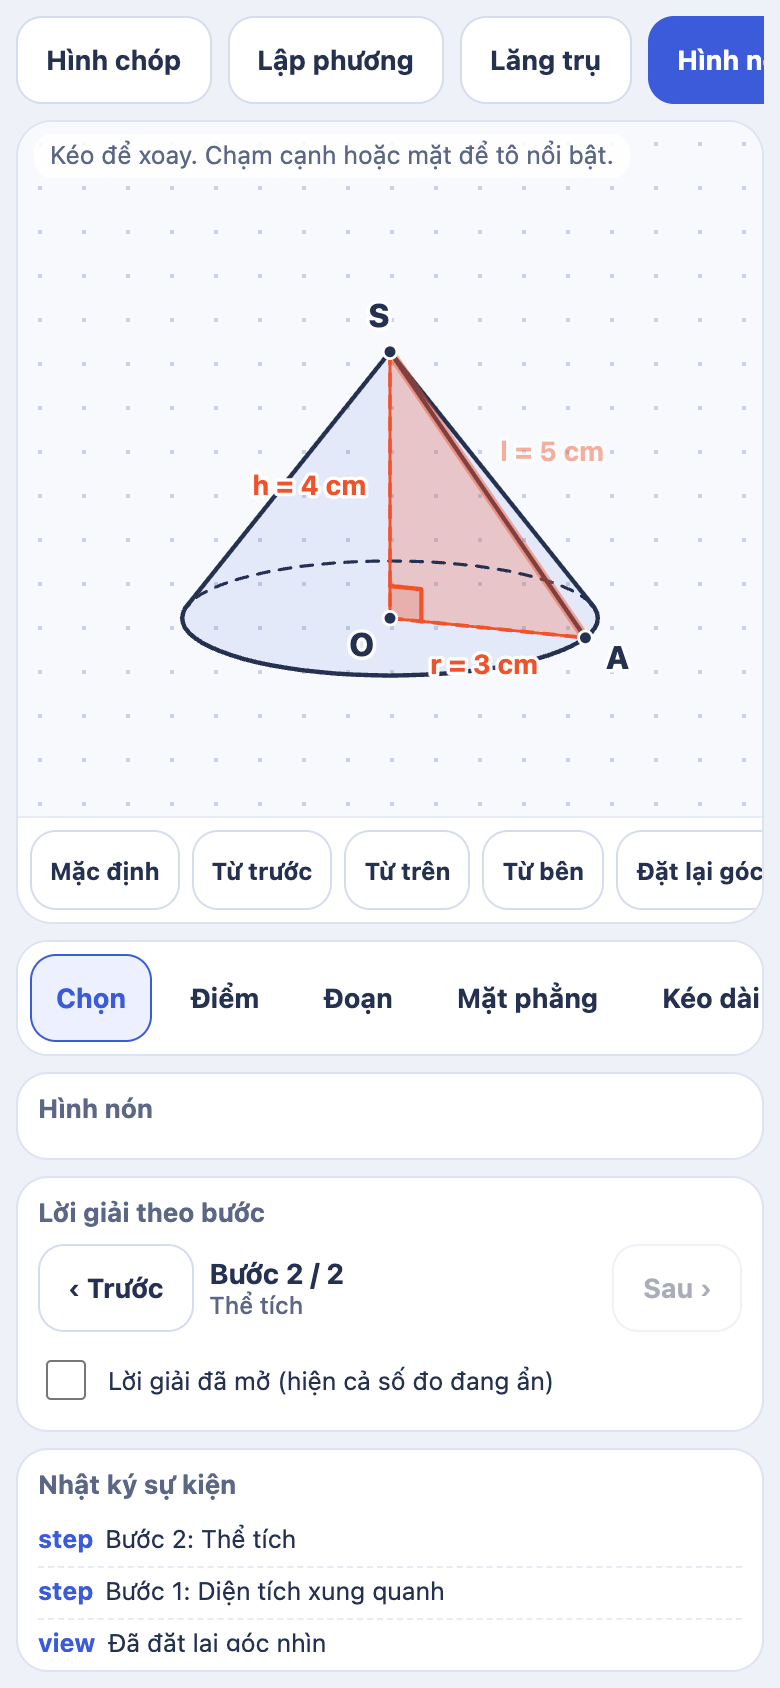 Hình chóp
Lập phương
Lăng trụ
Hình n
Kéo để xoay. Chạm cạnh hoặc mặt để tô nổi bật.
S
l = 5 cm
h = 4 cm
O
A
r = 3 cm
Mặc định
Từ trước
Từ trên
Từ bên
Đặt lại góc
Chọn
Điểm
Đoạn
Mặt phẳng
Kéo dài
Hình nón
Lời giải theo bước
‹ Trước
Bước 2 / 2
Thể tích
Sau ›
Lời giải đã mở (hiện cả số đo đang ẩn)
Nhật ký sự kiện
step Bước 2: Thể tích
step Bước 1: Diện tích xung quanh
view Đã đặt lại góc nhìn